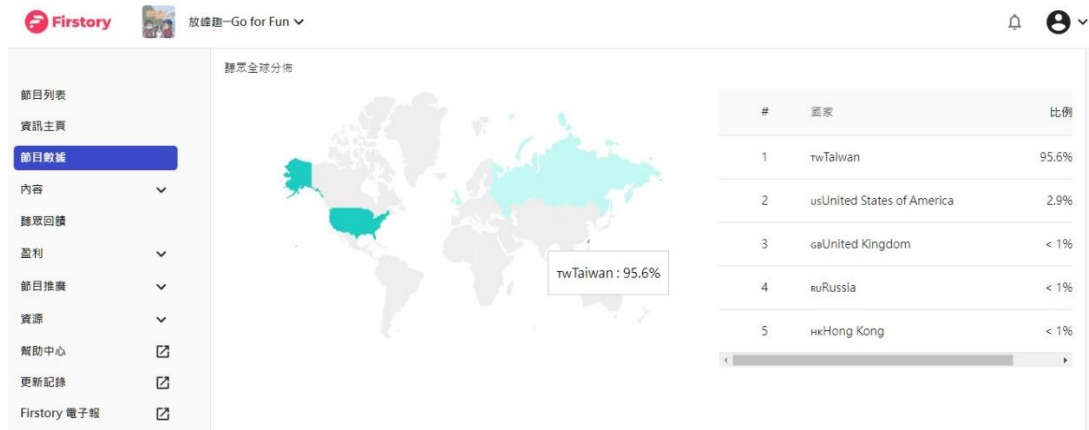 Firstory
放峰趣—Go for Fun
節目列表
資訊主頁
節目數據
內容
聽眾回饋
盈利
節目推廣
資源
幫助中心
更新記錄
Firstory 電子報
聽眾全球分佈
TWTaiwan : 95.6%
# 國家 比例
1 TWTaiwan 95.6%
2 USUnited States of America 2.9%
3 GBUnited Kingdom < 1%
4 RURussia < 1%
5 HKHong Kong < 1%